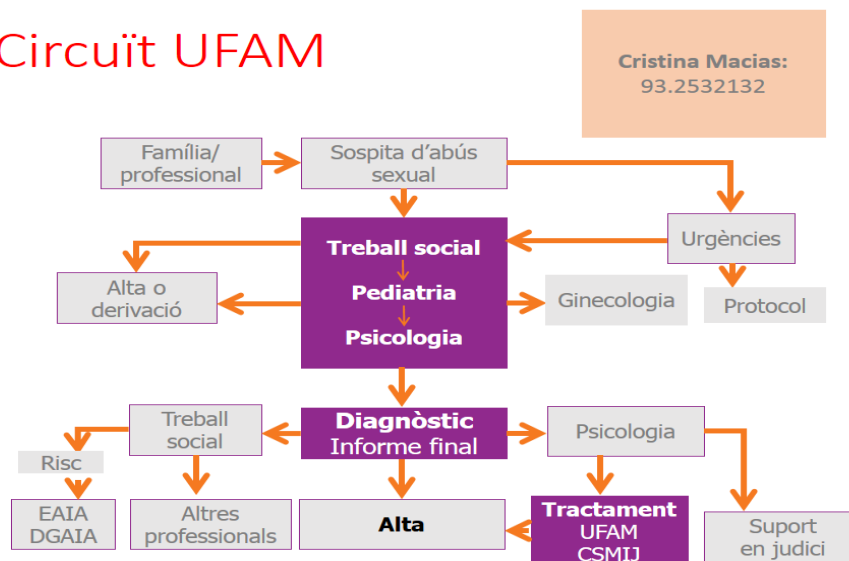 Circuït UFAM
Cristina Macias:
93.2532132
Família/
professional
Sospita d'abús
sexual
Urgències
Treball social
Pediatria
Psicologia
Alta o
derivació
Ginecologia
Protocol
Diagnòstic
Informe final
Treball
social
Psicologia
Risc
EAIA
DGAIA
Altres
professionals
Alta
Tractament
UFAM
CSMIJ
Suport
en judici